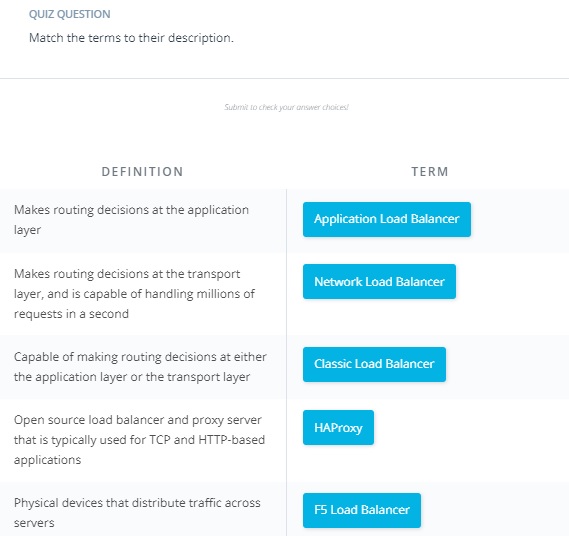 QUIZ QUESTION
Match the terms to their description.
Submit to check your answer choices!
DEFINITION
TERM
Makes routing decisions at the application
layer
Application Load Balancer
Makes routing decisions at the transport
layer, and is capable of handling millions of
requests in a second
Network Load Balancer
Capable of making routing decisions at either
the application layer or the transport layer
Classic Load Balancer
Open source load balancer and proxy server
that is typically used for TCP and HTTP-based
applications
HAProxy
Physical devices that distribute traffic across
servers
F5 Load Balancer